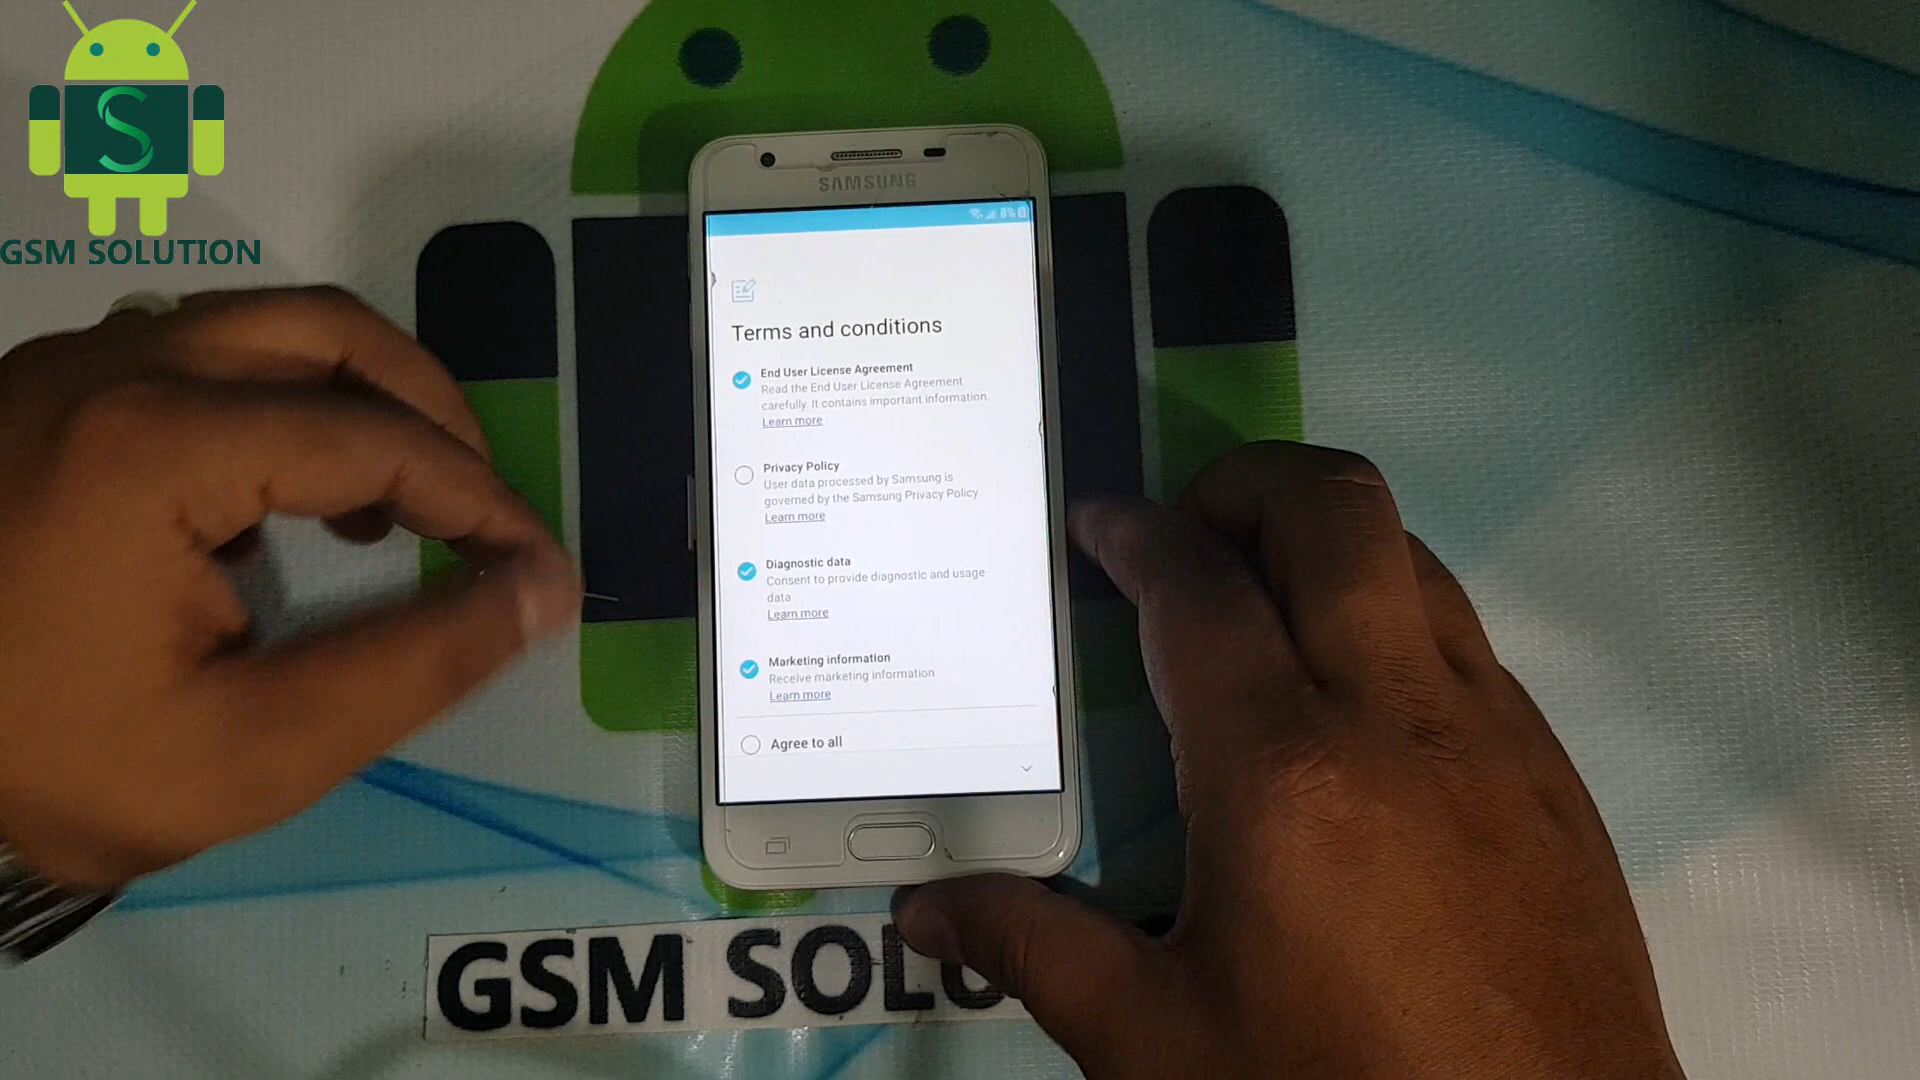 S
GSM SOLUTION
SAMSUNG
8%
Terms and conditions
End User License Agreement
Read the End User License Agreement
carefully. It contains important information.
Learn more
Privacy Policy
User data processed by Samsung is
governed by the Samsung Privacy Policy
Learn more
Diagnostic data
Consent to provide diagnostic and usage
data
Learn more
Marketing information
Receive marketing information
Learn more
Agree to all
GSM SOLU